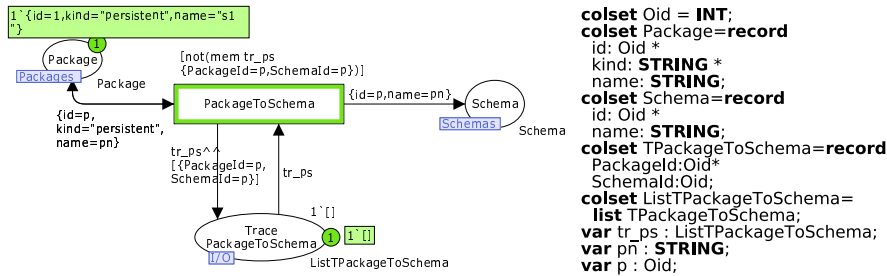 1`{id=1,kind="persistent",name="s1
"}
1
Package
Packages
Package
{id=p,
kind="persistent",
name=pn}
[not(mem tr_ps
{PackageId=p,SchemaId=p})]
PackageToSchema
{id=p,name=pn}
Schema
Schemas
Schema
tr_ps^^
[{PackageId=p,
SchemaId=p}]
tr_ps
1`[]
Trace
PackageToSchema
1
1`[]
I/O
ListTPackageToSchema
colset Oid = INT;
colset Package=record
id: Oid *
kind: STRING *
name: STRING;
colset Schema=record
id: Oid *
name: STRING;
colset TPackageToSchema=record
PackageId:Oid*
SchemaId:Oid;
colset ListTPackageToSchema=
list TPackageToSchema;
var tr_ps : ListTPackageToSchema;
var pn : STRING;
var p : Oid;